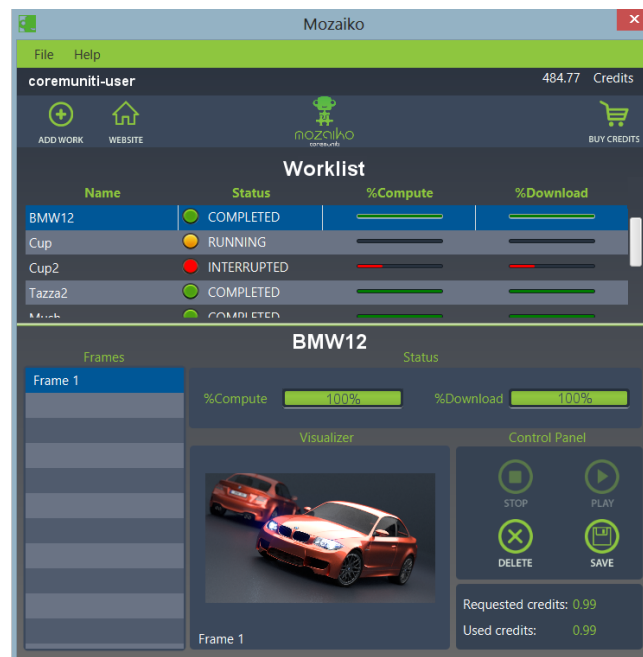 Mozaiko
File Help
coremuniti-user 484.77 Credits
ADD WORK WEBSITE mozaiko BUY CREDITS
coremuniti
Worklist
Name Status %Compute %Download
BMW12 COMPLETED
Cup RUNNING
Cup2 INTERRUPTED
Tazza2 COMPLETED
Mush COMPLETED
BMW12
Frames Status
Frame 1
%Compute 100% %Download 100%
Visualizer Control Panel
STOP PLAY
DELETE SAVE
Requested credits: 0.99
Used credits: 0.99
Frame 1